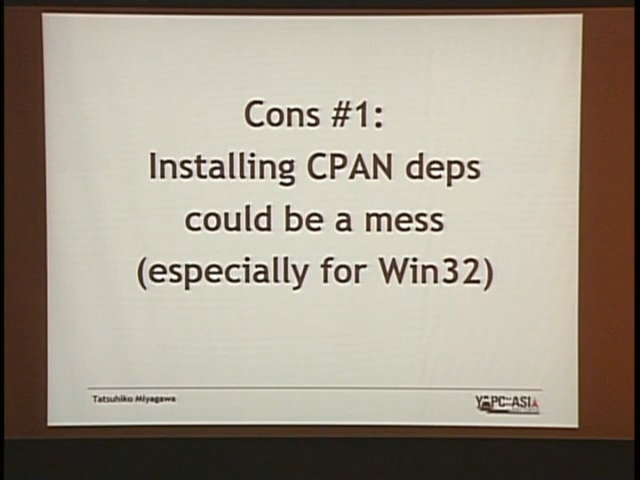 Cons #1:
Installing CPAN deps
could be a mess
(especially for Win32)
Tatsuhiko Miyagawa
YAPC::ASIA